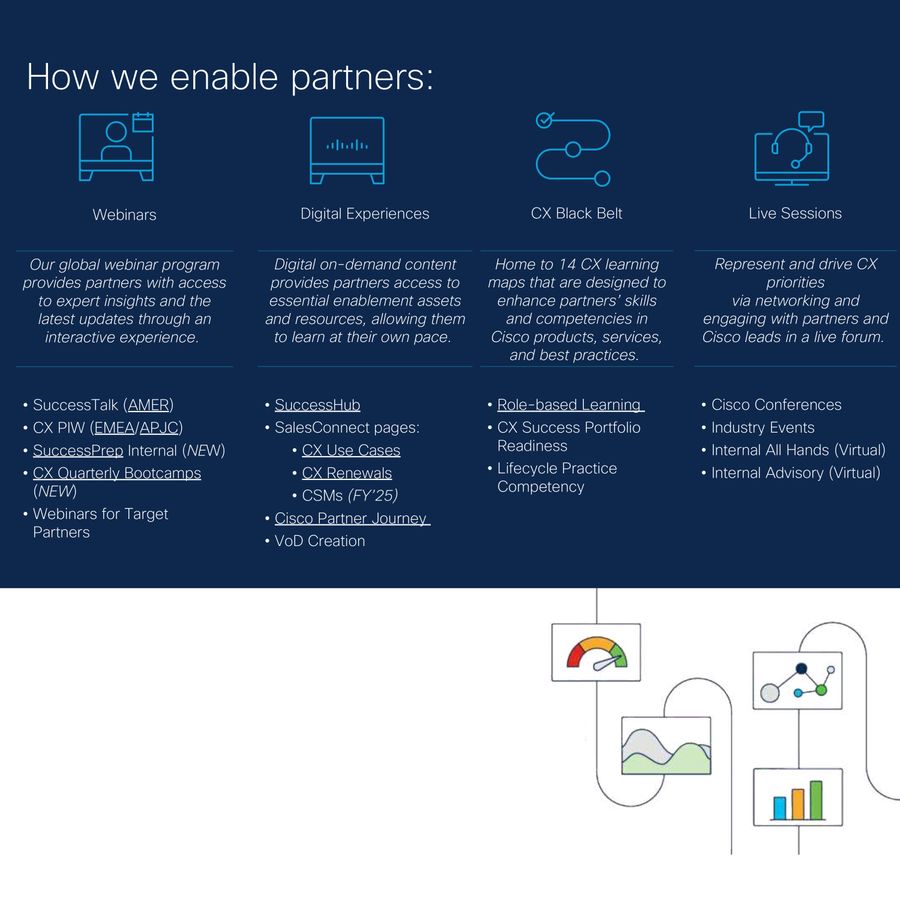 How we enable partners:
Webinars
Our global webinar program
provides partners with access
to expert insights and the
latest updates through an
interactive experience.
• SuccessTalk (AMER)
• CX PIW (EMEA/APJC)
• SuccessPrep Internal (NEW)
• CX Quarterly Bootcamps
(NEW)
• Webinars for Target
Partners
Digital Experiences
Digital on-demand content
provides partners access to
essential enablement assets
and resources, allowing them
to learn at their own pace.
• SuccessHub
• SalesConnect pages:
• CX Use Cases
• CX Renewals
• CSMs (FY'25)
• Cisco Partner Journey
• VoD Creation
CX Black Belt
Home to 14 CX learning
maps that are designed to
enhance partners' skills
and competencies in
Cisco products, services,
and best practices.
• Role-based Learning
• CX Success Portfolio
Readiness
• Lifecycle Practice
Competency
Live Sessions
Represent and drive CX
priorities
via networking and
engaging with partners and
Cisco leads in a live forum.
• Cisco Conferences
• Industry Events
• Internal All Hands (Virtual)
• Internal Advisory (Virtual)